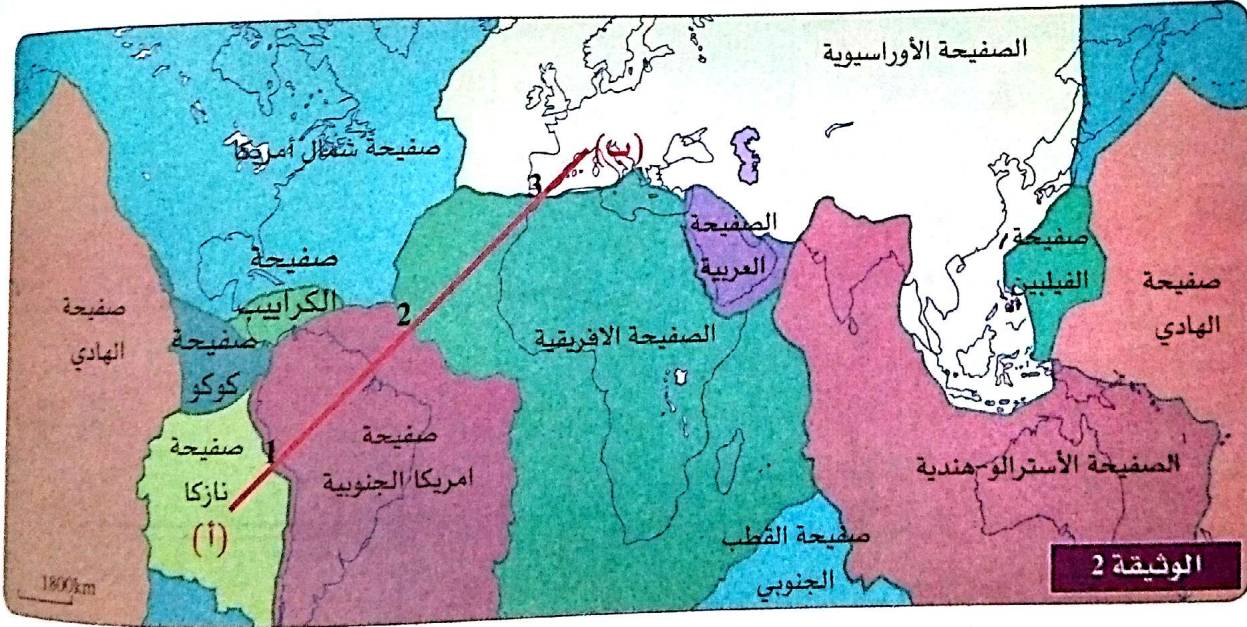 الصفيحة الأوراسيوية
صفيحة شمال أمريكا
(ب)
3
الصفيحة
العربية
صفيحة
الفيليبين
صفيحة
الهادي
صفيحة
الكراييب
2
صفيحة
الهادي
صفيحة
كوكو
الصفيحة الافريقية
صفيحة
نازكا
(أ)
1
صفيحة
امريكا الجنوبية
الصفيحة الأسترالو-هندية
صفيحة القطب
الجنوبي
1800km
الوثيقة 2